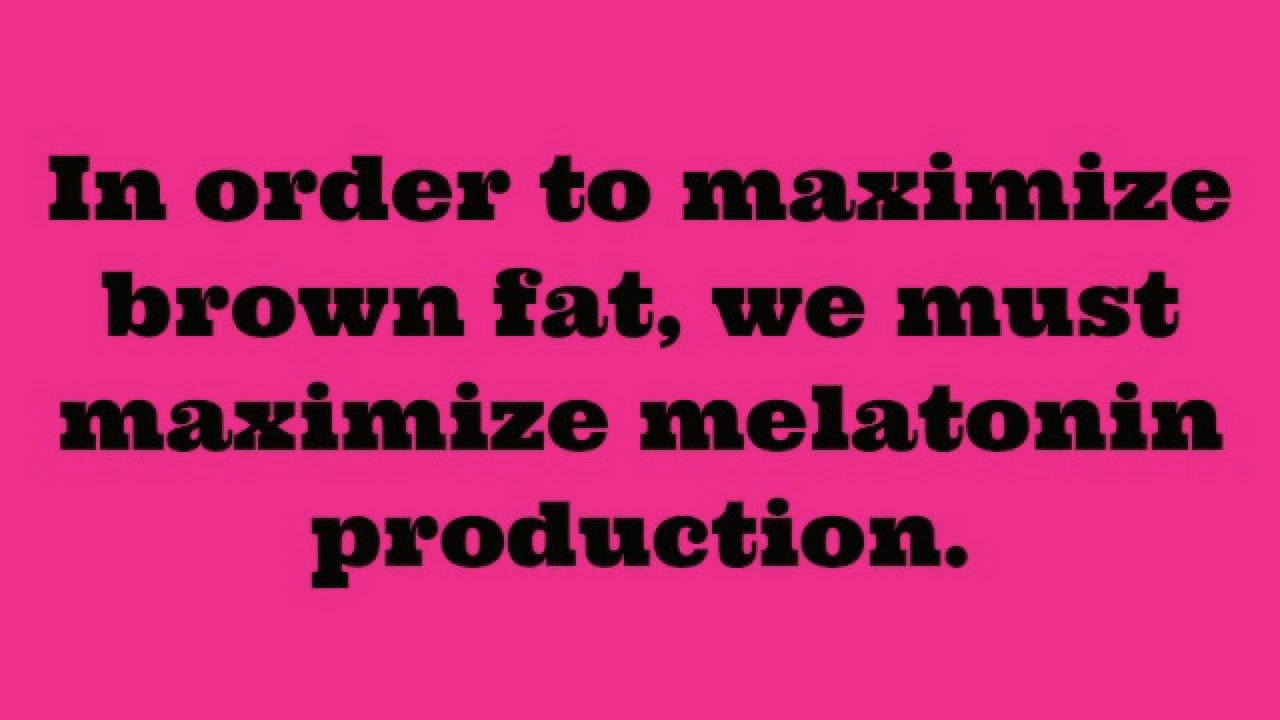 In order to maximize
brown fat, we must
maximize melatonin
production.